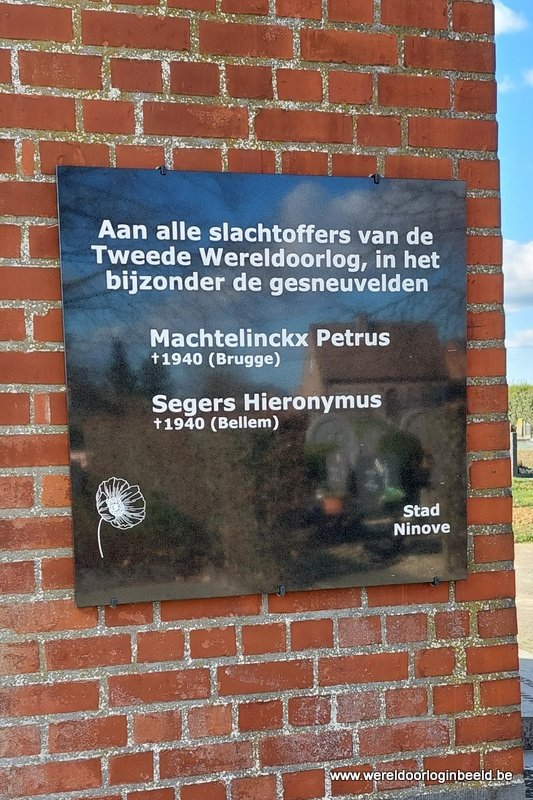 Aan alle slachtoffers van de
Tweede Wereldoorlog, in het
bijzonder de gesneuvelden
Machtelinckx Petrus
†1940 (Brugge)
Segers Hieronymus
†1940 (Bellem)
Stad
Ninove
www.wereldoorloginbeeld.be